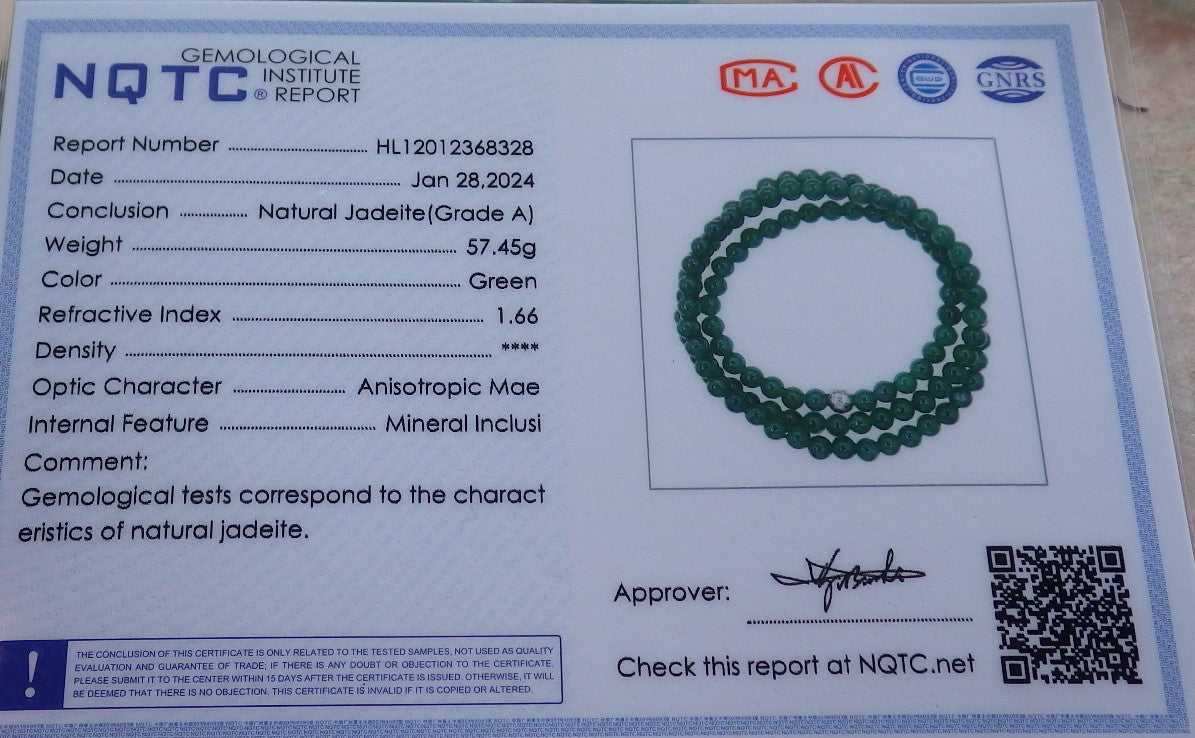 GEMOLOGICAL
NQTC INSTITUTE
® REPORT
MA
GNRS
Report Number ........ HL12012368328
Date ........ Jan 28,2024
Conclusion ........ Natural Jadeite(Grade A)
Weight ........ 57.45g
Color ........ Green
Refractive Index ........ 1.66
Density ........ ****
Optic Character ........ Anisotropic Mae
Internal Feature ........ Mineral Inclusi
Comment:
Gemological tests correspond to the charact
eristics of natural jadeite.
Approver:
Check this report at NQTC.net
! THE CONCLUSION OF THIS CERTIFICATE IS ONLY RELATED TO THE TESTED SAMPLES, NOT USED AS QUALITY
EVALUATION AND GUARANTEE OF TRADE; IF THERE IS ANY DOUBT OR OBJECTION TO THE CERTIFICATE,
PLEASE SUBMIT IT TO THE CENTER WITHIN 15 DAYS AFTER THE CERTIFICATE IS ISSUED. OTHERWISE, IT WILL
BE DEEMED THAT THERE IS NO OBJECTION. THIS CERTIFICATE IS INVALID IF IT IS COPIED OR ALTERED.